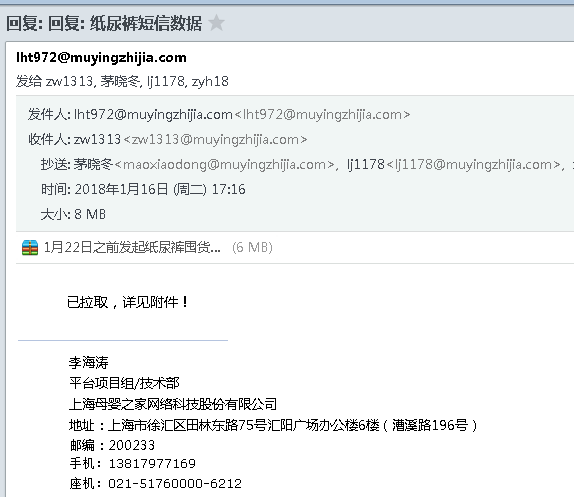 回复: 回复: 纸尿裤短信数据
lht972@muyingzhijia.com
发给 zw1313, 茅晓冬, lj1178, zyh18
发件人: lht972@muyingzhijia.com<lht972@muyingzhijia.com>
收件人: zw1313<zw1313@muyingzhijia.com>
抄送: 茅晓冬<maoxiaodong@muyingzhijia.com>, lj1178<lj1178@muyingzhijia.com>,
时间: 2018年1月16日 (周二) 17:16
大小: 8 MB
1月22日之前发起纸尿裤囤货... (6 MB)
已拉取，详见附件！
李海涛
平台项目组/技术部
上海母婴之家网络科技股份有限公司
地址：上海市徐汇区田林东路75号汇阳广场办公楼6楼（漕溪路196号）
邮编：200233
手机：13817977169
座机：021-51760000-6212